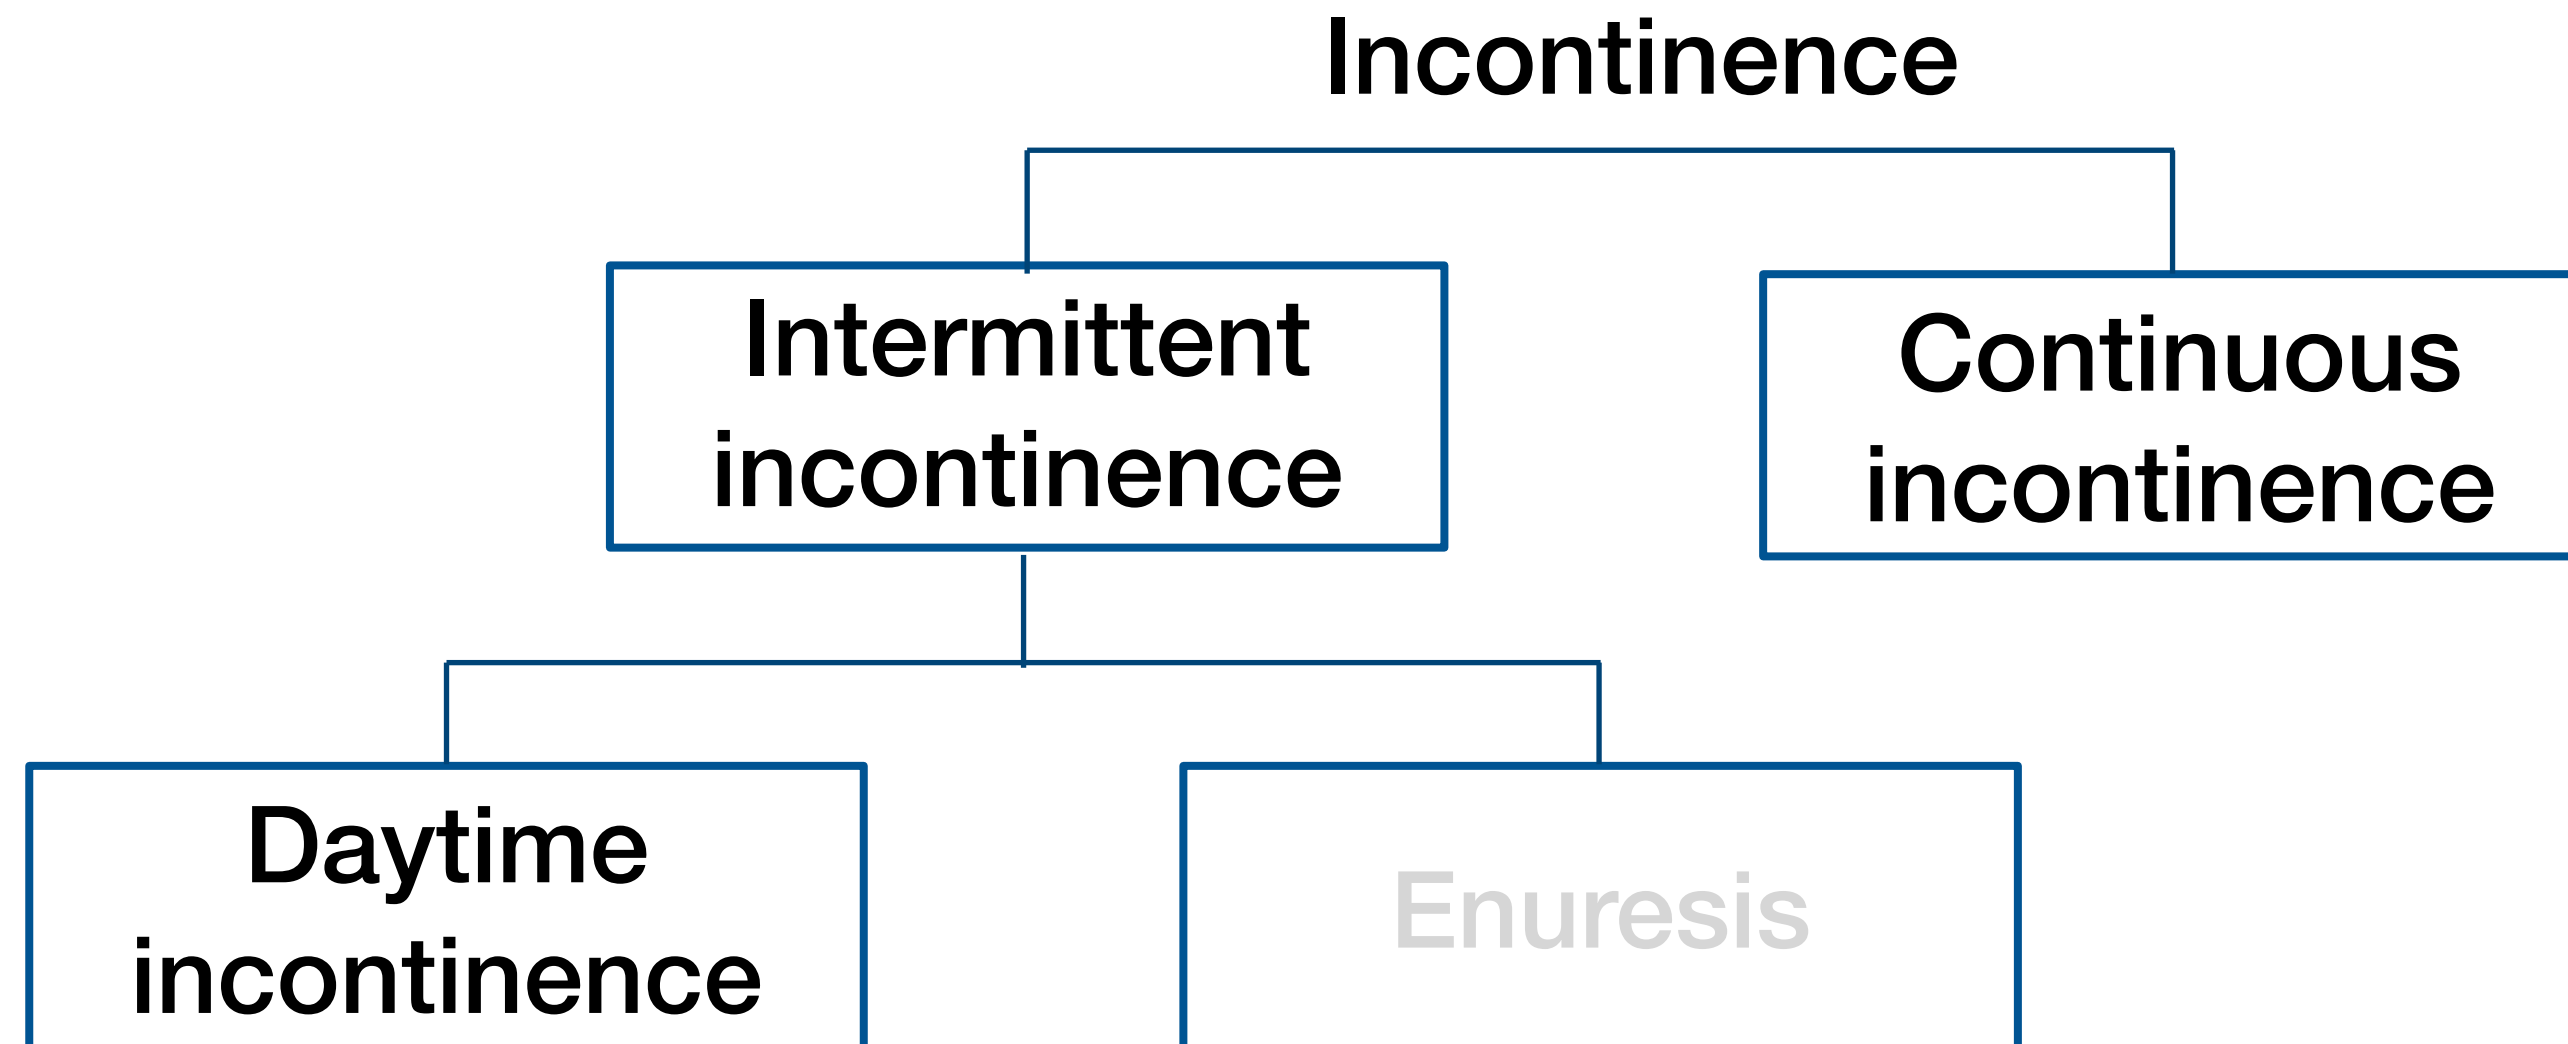 Incontinence
Intermittent
incontinence
Continuous
incontinence
Daytime
incontinence
Enuresis